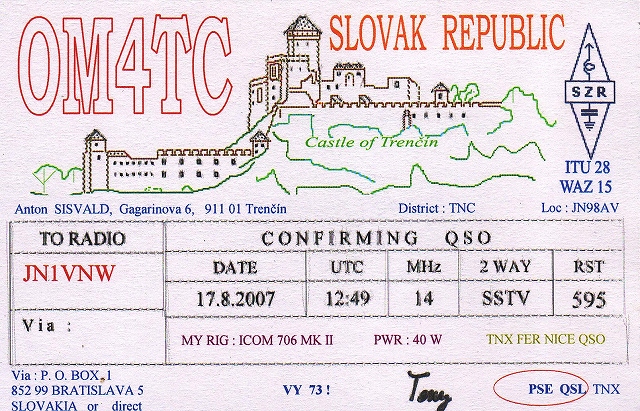 OM4TC
SLOVAK REPUBLIC
SZR
Castle of Trenčín
ITU 28
WAZ 15
Anton SISVALD, Gagarinova 6, 911 01 Trenčín District : TNC Loc : JN98AV
TO RADIO CONFIRMING QSO
JN1VNW DATE UTC MHz 2 WAY RST
17.8.2007 12:49 14 SSTV 595
Via :
MY RIG : ICOM 706 MK II PWR : 40 W TNX FER NICE QSO
Via : P. O. BOX 1
852 99 BRATISLAVA 5 VY 73 ! Tony PSE QSL TNX
SLOVAKIA or direct